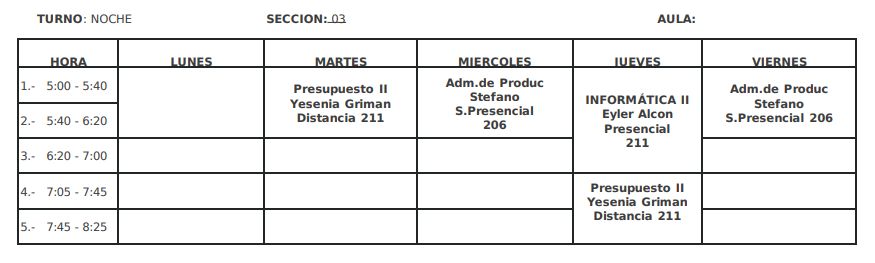 TURNO: NOCHE SECCION: 03 AULA:
HORA LUNES MARTES MIERCOLES JUEVES VIERNES
1.- 5:00 - 5:40
2.- 5:40 - 6:20
3.- 6:20 - 7:00
4.- 7:05 - 7:45
5.- 7:45 - 8:25
Presupuesto II
Yesenia Griman
Distancia 211
Adm.de Produc
Stefano
S.Presencial
206
INFORMÁTICA II
Eyler Alcon
Presencial
211
Presupuesto II
Yesenia Griman
Distancia 211
Adm.de Produc
Stefano
S.Presencial 206